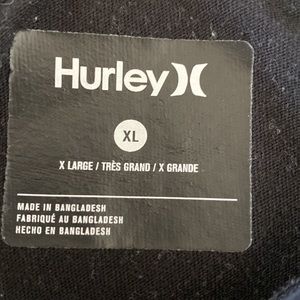 Hurley
XL
X LARGE / TRÈS GRAND / X GRANDE
MADE IN BANGLADESH
FABRIQUÉ AU BANGLADESH
HECHO EN BANGLADESH